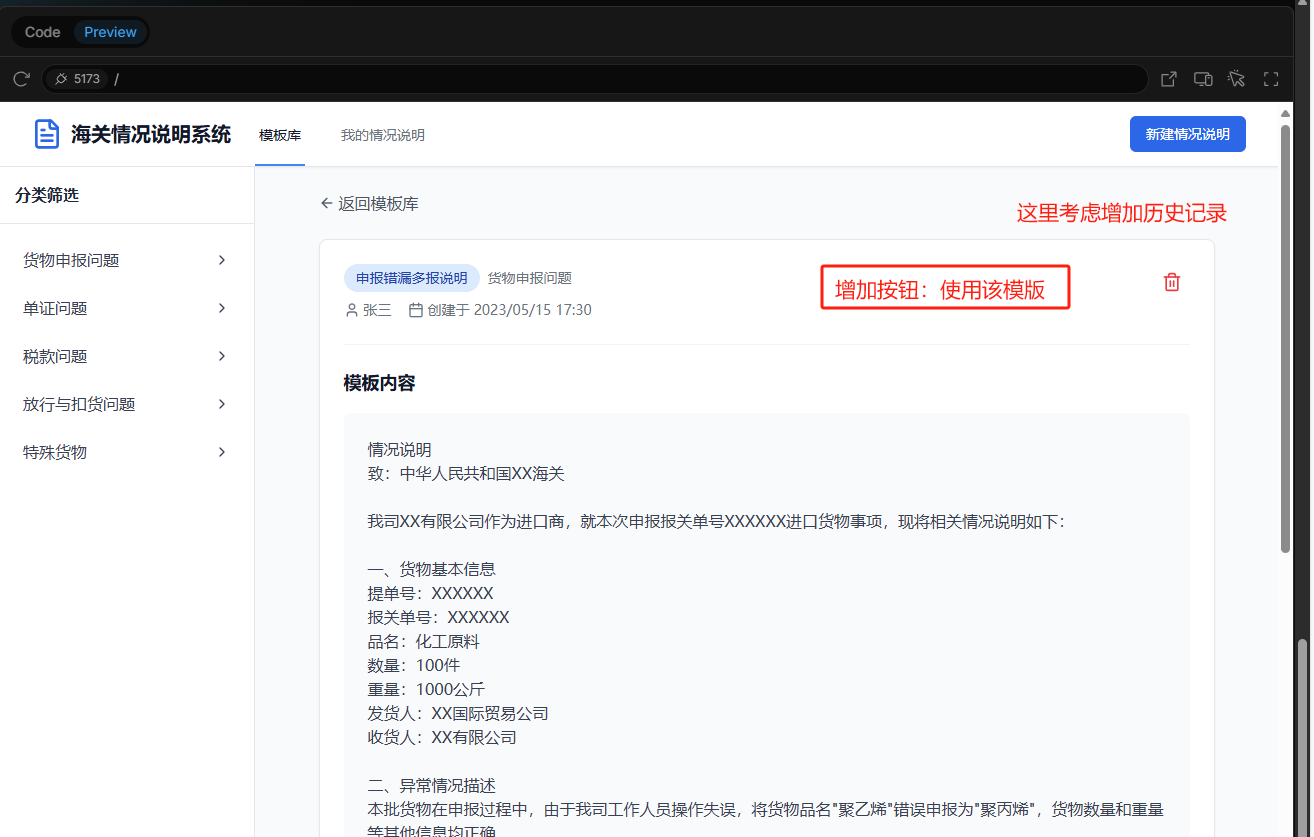 Code Preview
5173 /
海关情况说明系统 模板库 我的情况说明 新建情况说明
分类筛选
货物申报问题
单证问题
税款问题
放行与扣货问题
特殊货物
返回模板库
这里考虑增加历史记录
申报错漏多报说明 货物申报问题
增加按钮：使用该模版
张三 创建于 2023/05/15 17:30
模板内容
情况说明
致：中华人民共和国XX海关
我司XX有限公司作为进口商，就本次申报报关单号XXXXXX进口货物事项，现将相关情况说明如下：
一、货物基本信息
提单号：XXXXXX
报关单号：XXXXXX
品名：化工原料
数量：100件
重量：1000公斤
发货人：XX国际贸易公司
收货人：XX有限公司
二、异常情况描述
本批货物在申报过程中，由于我司工作人员操作失误，将货物品名"聚乙烯"错误申报为"聚丙烯"，货物数量和重量
等其他信息均正确